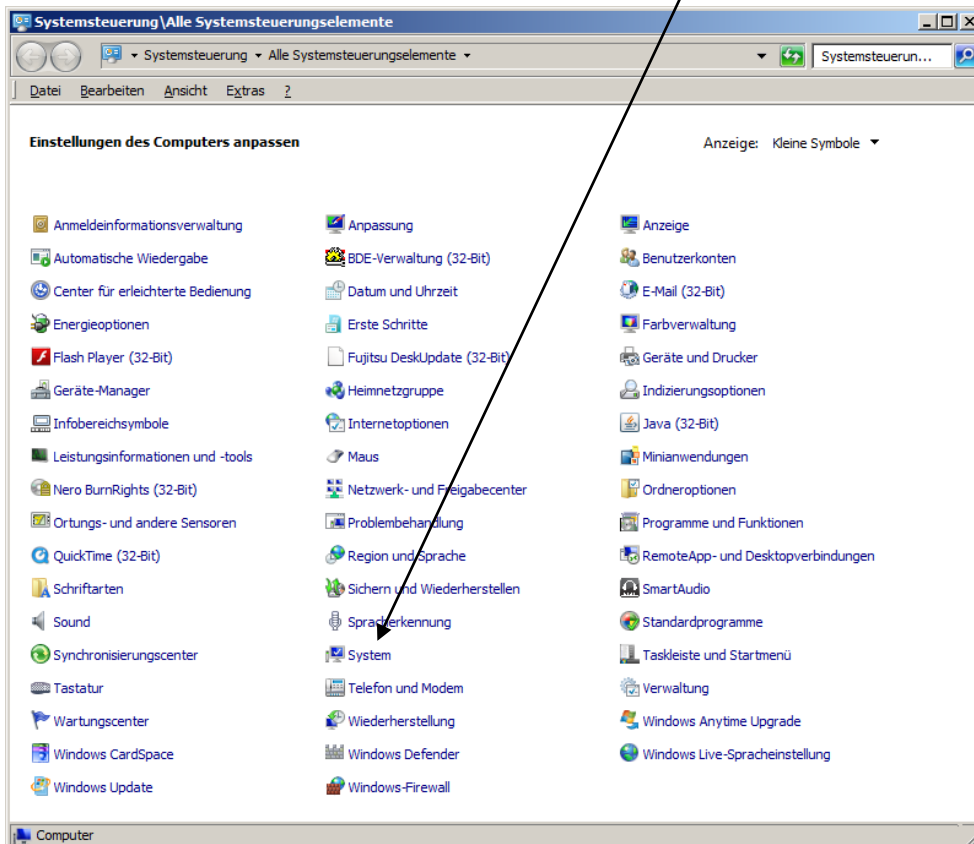 Systemsteuerung\Alle Systemsteuerungselemente
Systemsteuerung Alle Systemsteuerungselemente Systemsteuerun...
Datei Bearbeiten Ansicht Extras ?
Einstellungen des Computers anpassen Anzeige: Kleine Symbole
Anmeldeinformationsverwaltung Anpassung Anzeige
Automatische Wiedergabe BDE-Verwaltung (32-Bit) Benutzerkonten
Center für erleichterte Bedienung Datum und Uhrzeit E-Mail (32-Bit)
Energieoptionen Erste Schritte Farbverwaltung
Flash Player (32-Bit) Fujitsu DeskUpdate (32-Bit) Geräte und Drucker
Geräte-Manager Heimnetzgruppe Indizierungsoptionen
Infobereichsymbole Internetoptionen Java (32-Bit)
Leistungsinformationen und -tools Maus Minianwendungen
Nero BurnRights (32-Bit) Netzwerk- und Freigabecenter Ordneroptionen
Ortungs- und andere Sensoren Problembehandlung Programme und Funktionen
QuickTime (32-Bit) Region und Sprache RemoteApp- und Desktopverbindungen
Schriftarten Sichern und Wiederherstellen SmartAudio
Sound Spracherkennung Standardprogramme
Synchronisierungscenter System Taskleiste und Startmenü
Tastatur Telefon und Modem Verwaltung
Wartungscenter Wiederherstellung Windows Anytime Upgrade
Windows CardSpace Windows Defender Windows Live-Spracheinstellung
Windows Update Windows-Firewall
Computer